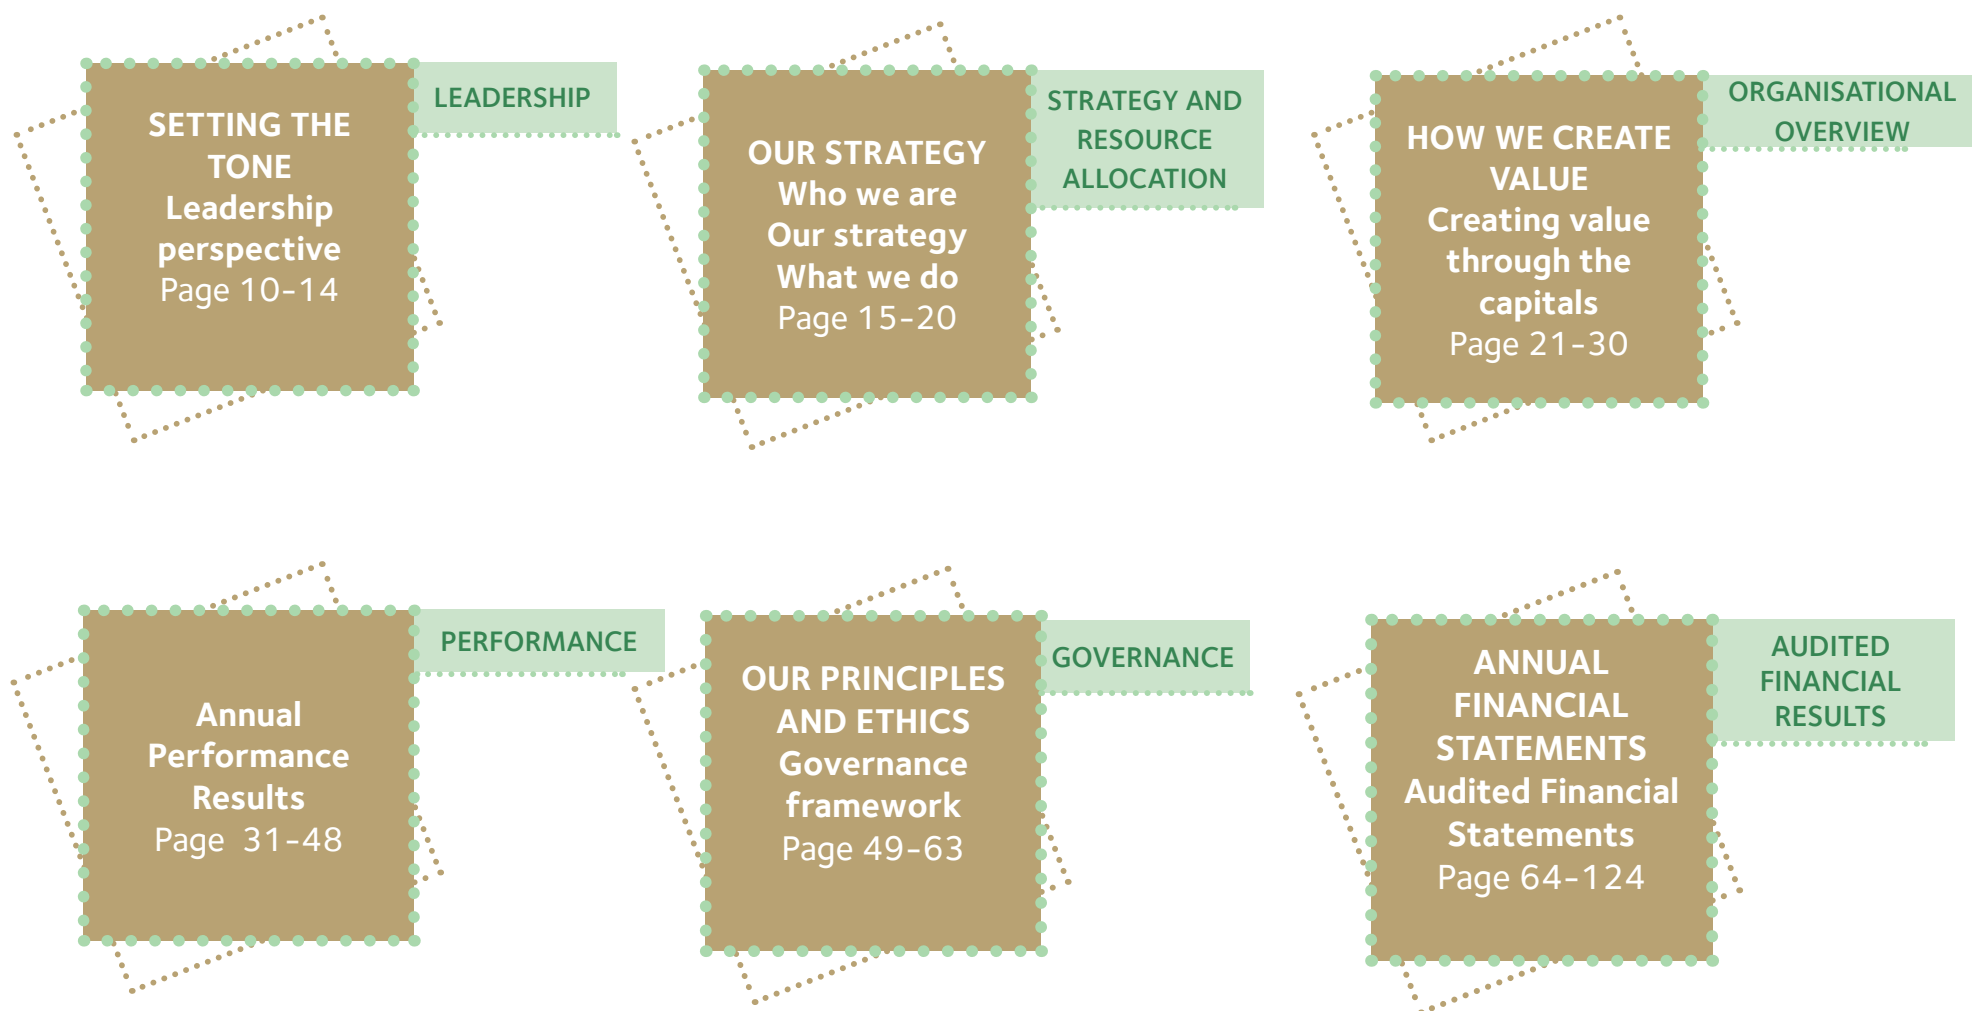 SETTING THE
TONE
Leadership
perspective
Page 10-14
LEADERSHIP
OUR STRATEGY
Who we are
Our strategy
What we do
Page 15-20
STRATEGY AND
RESOURCE
ALLOCATION
HOW WE CREATE
VALUE
Creating value
through the
capitals
Page 21-30
ORGANISATIONAL
OVERVIEW
Annual
Performance
Results
Page 31-48
PERFORMANCE
OUR PRINCIPLES
AND ETHICS
Governance
framework
Page 49-63
GOVERNANCE
ANNUAL
FINANCIAL
STATEMENTS
Audited Financial
Statements
Page 64-124
AUDITED
FINANCIAL
RESULTS